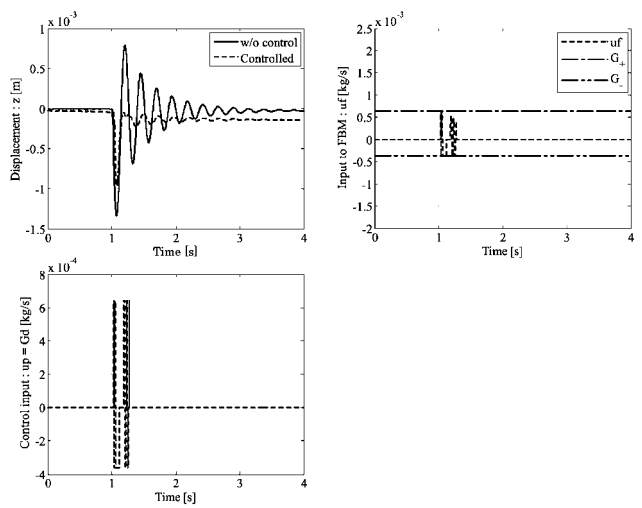 x 10⁻³
1
0.5
0
-0.5
-1
-1.5
Displacement : z [m]
w/o control
Controlled
0 1 2 3 4
Time [s]
x 10⁻³
2.5
2
1.5
1
0.5
0
-0.5
-1
-1.5
-2
Input to FBM : uf [kg/s]
uf
G₊
G₋
0 1 2 3 4
Time [s]
x 10⁻⁴
8
6
4
2
0
-2
-4
Control input : up = Gd [kg/s]
0 1 2 3 4
Time [s]